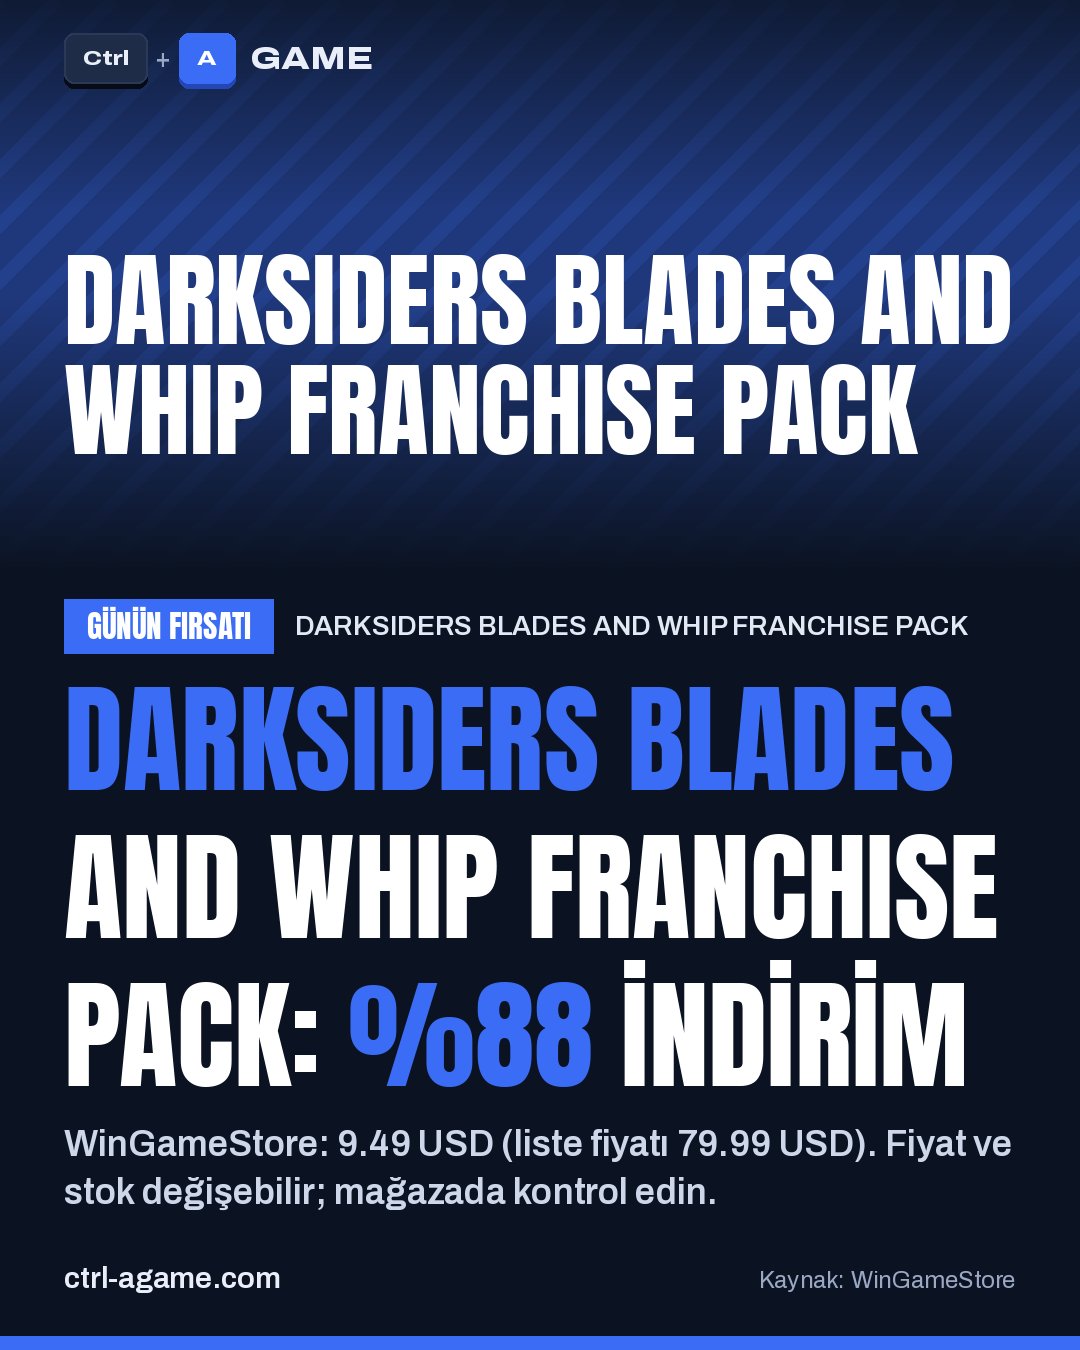 Ctrl + A GAME
DARKSIDERS BLADES AND
WHIP FRANCHISE PACK
GÜNÜN FIRSATI DARKSIDERS BLADES AND WHIP FRANCHISE PACK
DARKSIDERS BLADES
AND WHIP FRANCHISE
PACK: %88 İNDİRİM
WinGameStore: 9.49 USD (liste fiyatı 79.99 USD). Fiyat ve
stok değişebilir; mağazada kontrol edin.
ctrl-agame.com Kaynak: WinGameStore